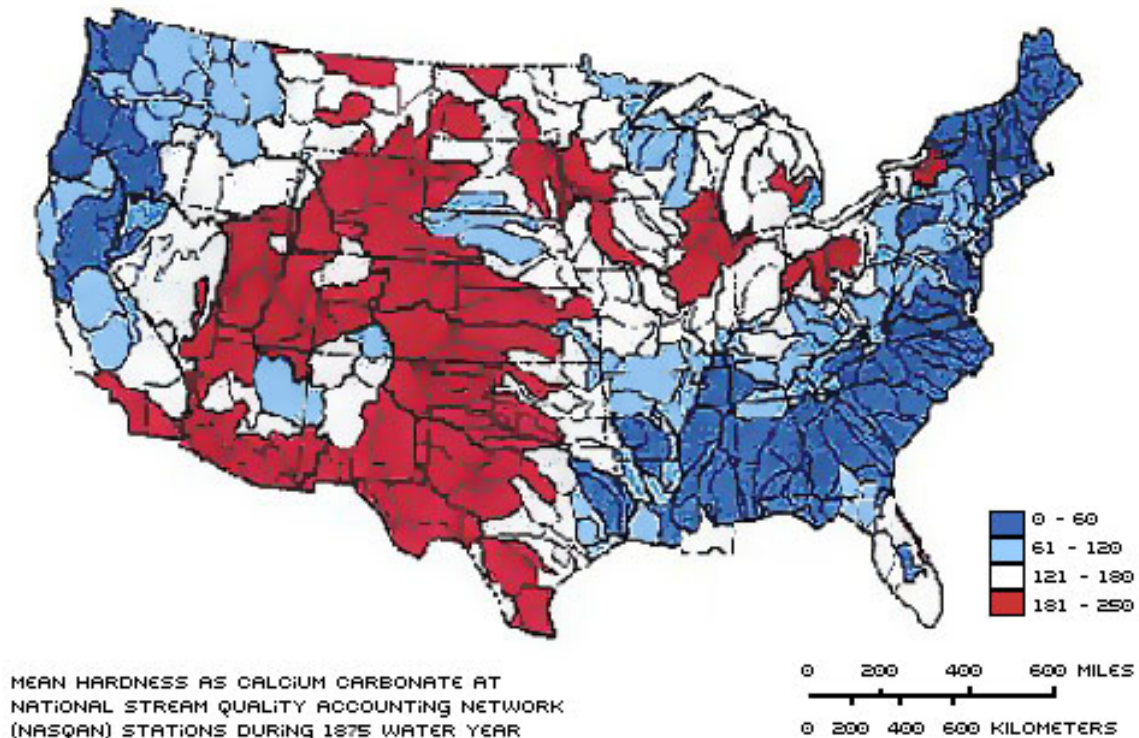 0 - 60
61 - 120
121 - 180
181 - 250
0 200 400 600 MILES
0 200 400 600 KILOMETERS
MEAN HARDNESS AS CALCIUM CARBONATE AT
NATIONAL STREAM QUALITY ACCOUNTING NETWORK
(NASQAN) STATIONS DURING 1875 WATER YEAR